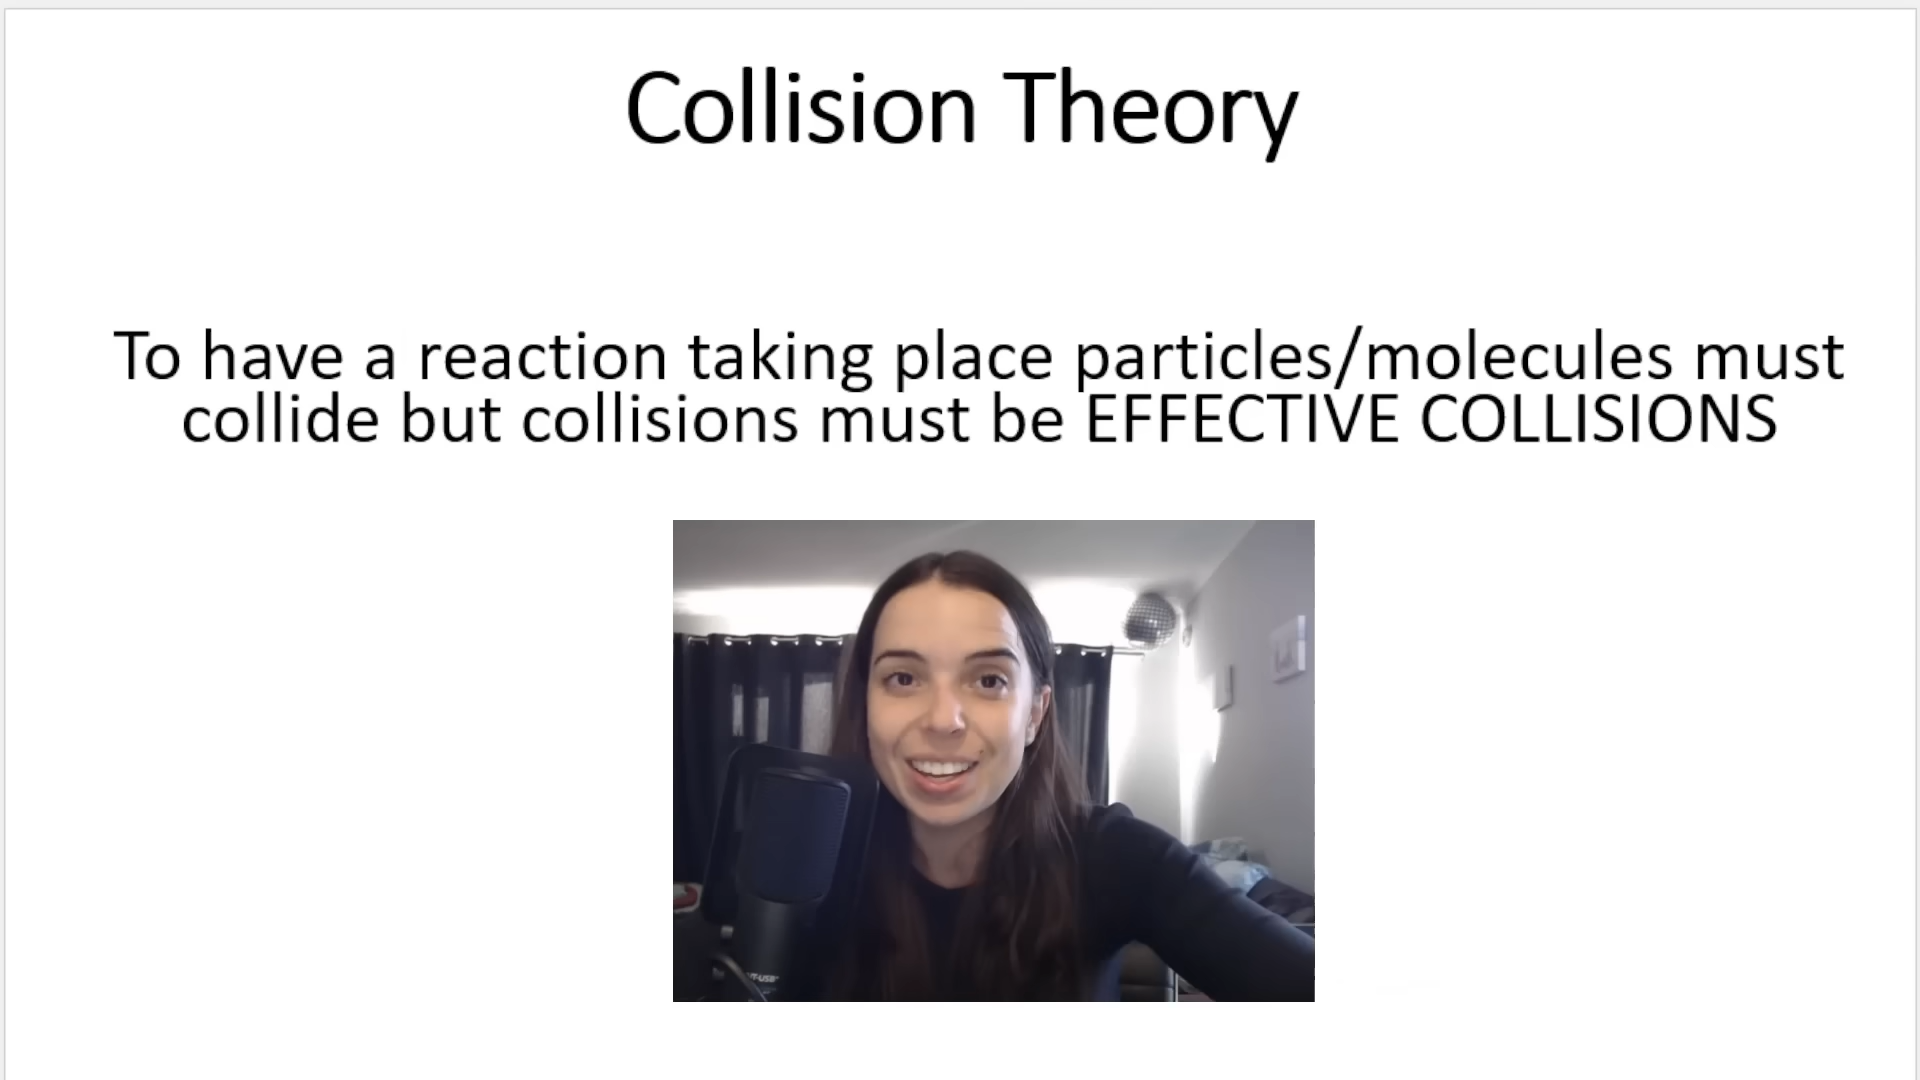 Collision Theory
To have a reaction taking place particles/molecules must
collide but collisions must be EFFECTIVE COLLISIONS